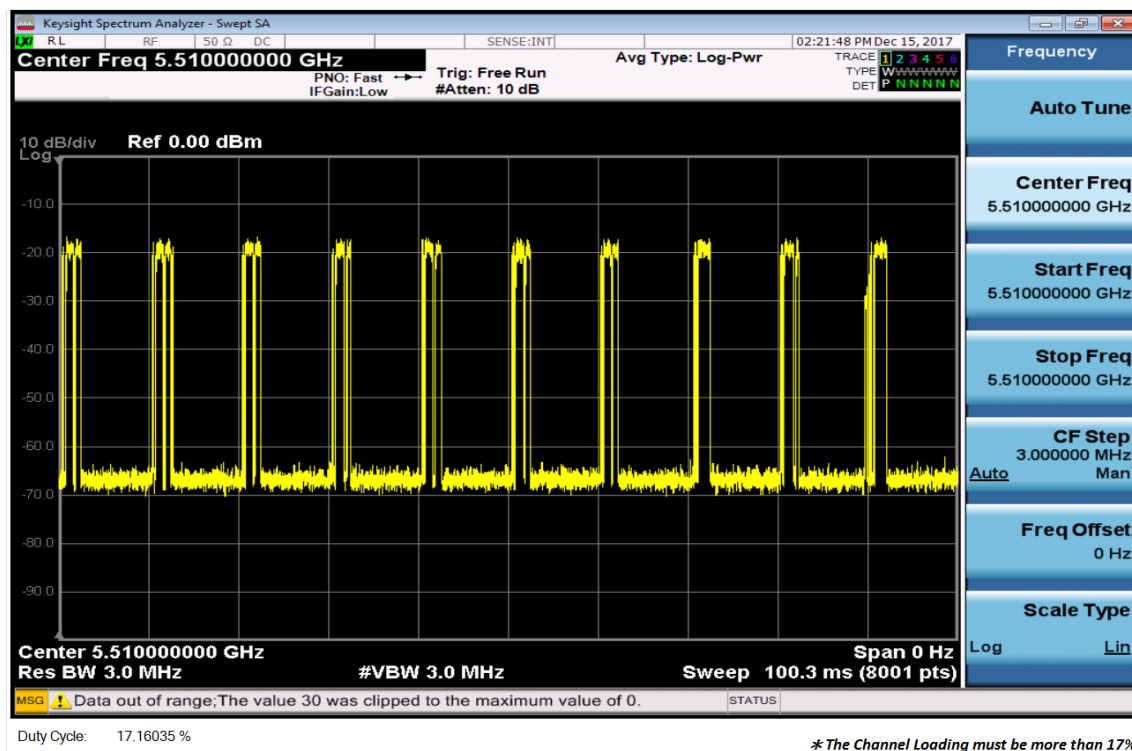 Keysight Spectrum Analyzer - Swept SA
LXI RL RF 50 Ω DC SENSE:INT 02:21:48 PM Dec 15, 2017
Center Freq 5.510000000 GHz
PNO: Fast
IFGain:Low
Trig: Free Run
#Atten: 10 dB
Avg Type: Log-Pwr
TRACE 1 2 3 4 5 6
TYPE WWWWWWW
DET P N N N N N
10 dB/div Ref 0.00 dBm
Log
-10.0
-20.0
-30.0
-40.0
-50.0
-60.0
-70.0
-80.0
-90.0
Center 5.510000000 GHz Span 0 Hz
Res BW 3.0 MHz #VBW 3.0 MHz Sweep 100.3 ms (8001 pts)
MSG Data out of range;The value 30 was clipped to the maximum value of 0. STATUS
Frequency
Auto Tune
Center Freq
5.510000000 GHz
Start Freq
5.510000000 GHz
Stop Freq
5.510000000 GHz
CF Step
3.000000 MHz
Auto Man
Freq Offset
0 Hz
Scale Type
Log Lin
Duty Cycle: 17.16035 %
* The Channel Loading must be more than 17%